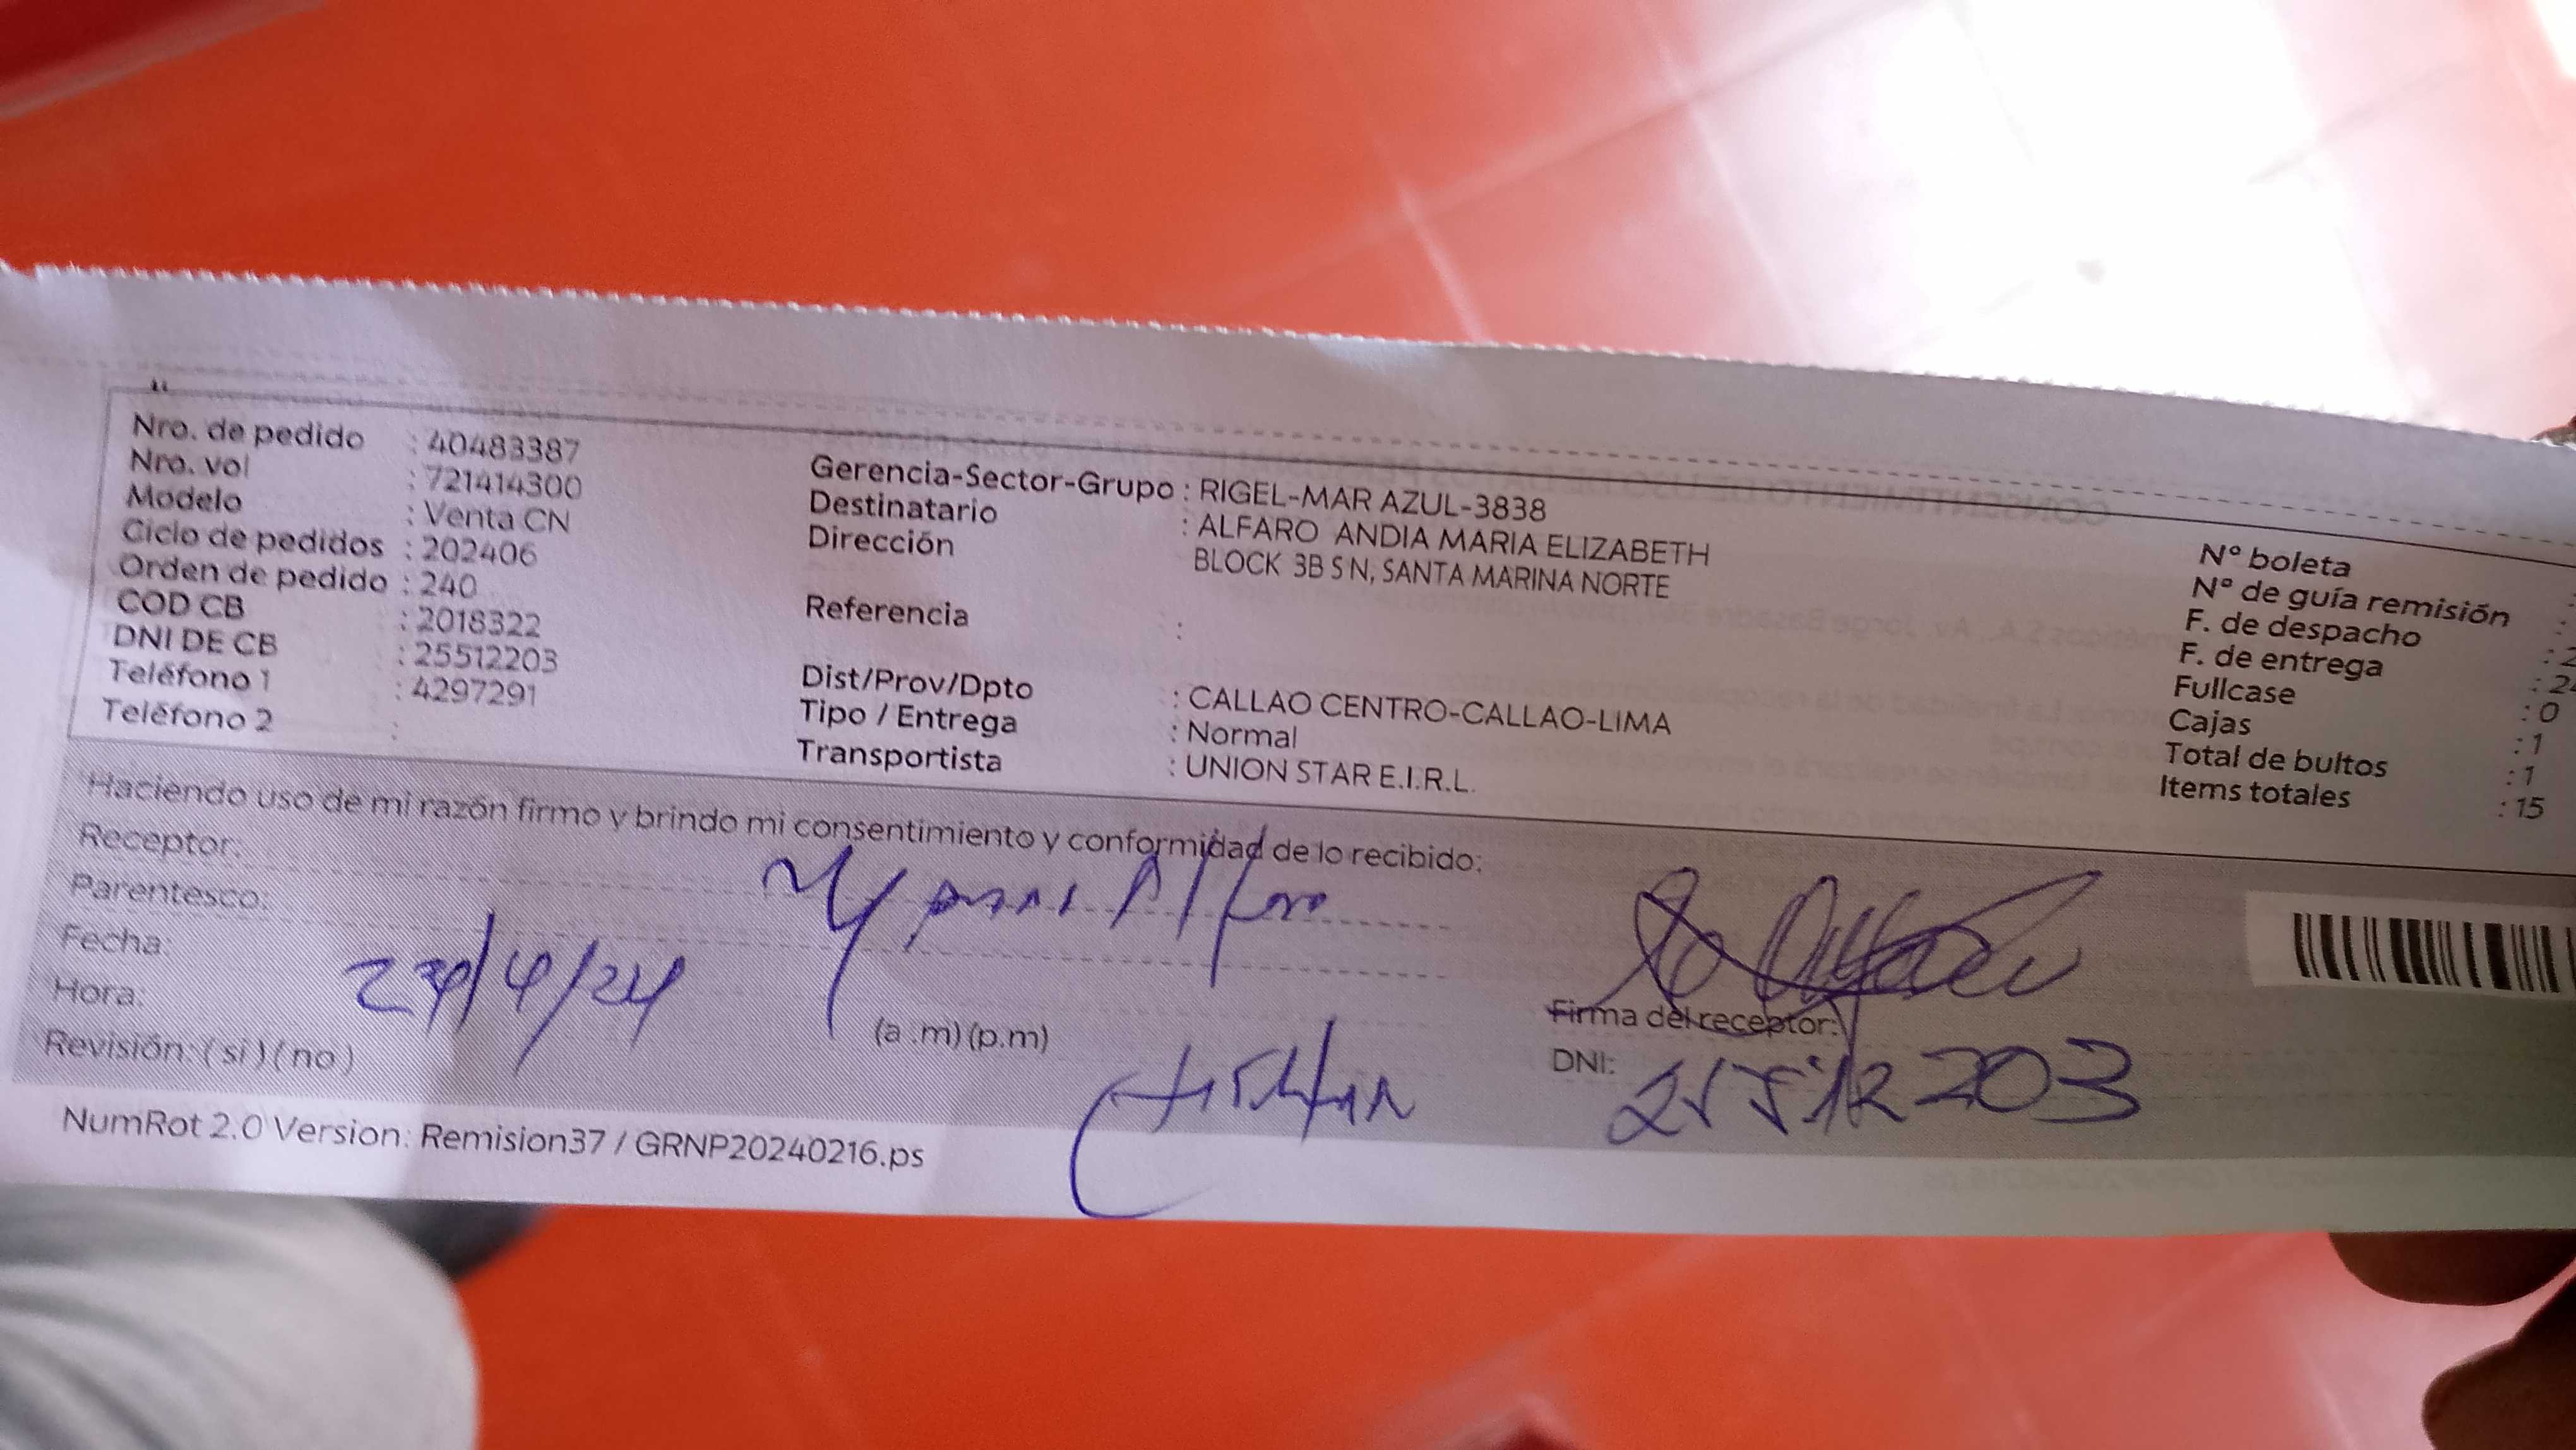 Nro. de pedido : 40483387
Nro. vol : 721414300
Modelo : Venta CN
Ciclo de pedidos : 202406
Orden de pedido : 240
COD CB : 2018322
DNI DE CB : 25512203
Teléfono 1 : 4297291
Teléfono 2 :
Gerencia-Sector-Grupo : RIGEL-MAR AZUL-3838
Destinatario : ALFARO ANDIA MARIA ELIZABETH
Dirección BLOCK 3B S N, SANTA MARINA NORTE
Referencia :
Dist/Prov/Dpto : CALLAO CENTRO-CALLAO-LIMA
Tipo / Entrega : Normal
Transportista : UNION STAR E.I.R.L.
N° boleta
N° de guía remisión :
F. de despacho
F. de entrega
Fullcase : 0
Cajas : 1
Total de bultos : 1
Items totales : 15
Haciendo uso de mi razón firmo y brindo mi consentimiento y conformidad de lo recibido:
Receptor: Alfaro
Parentesco:
Fecha:
Hora: (a .m) (p.m)
Revisión: ( si ) ( no )
Firma del receptor:
DNI: 25512203
NumRot 2.0 Version: Remision37 / GRNP20240216.ps